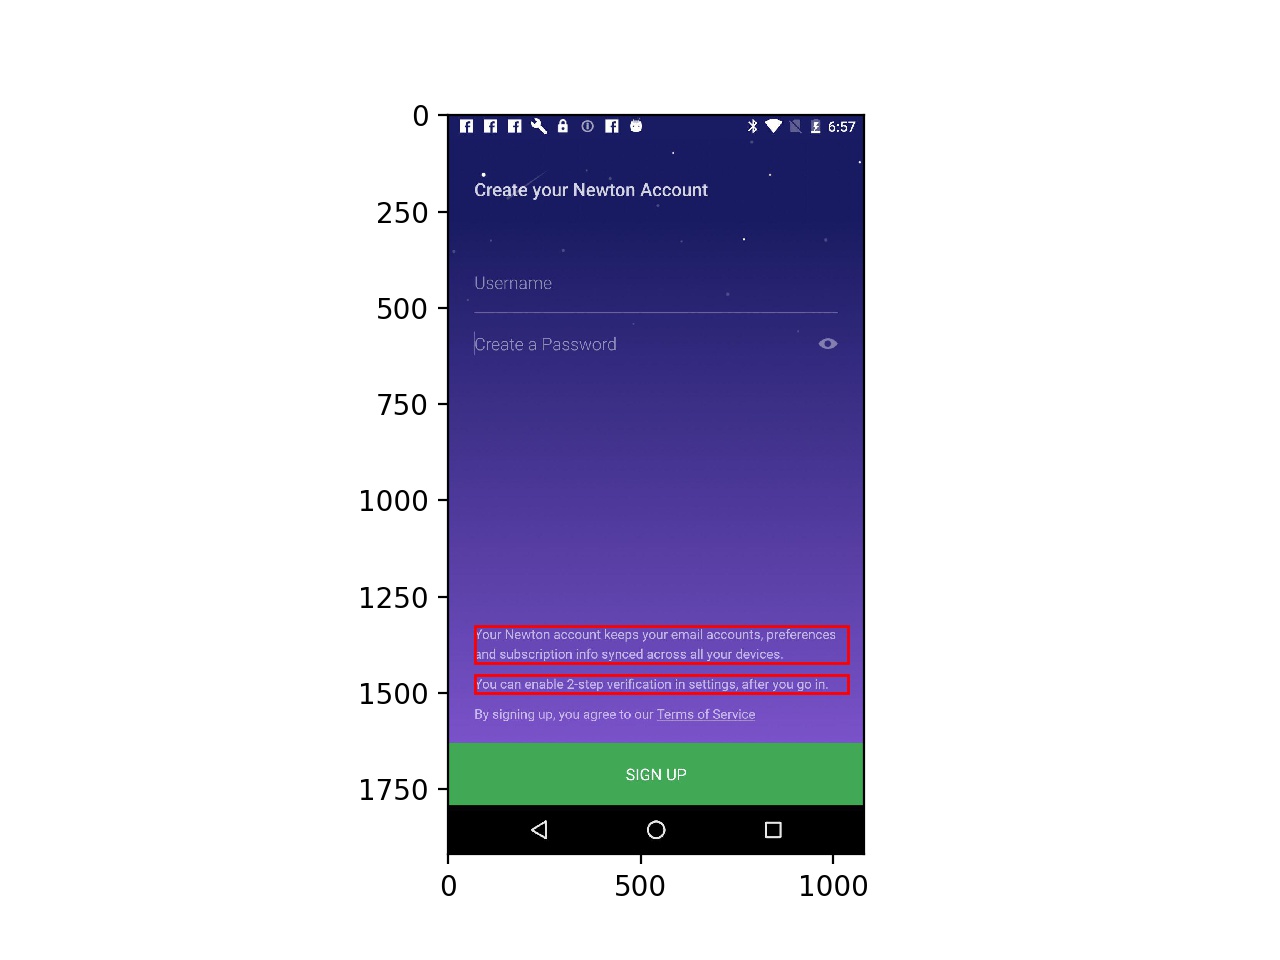 0
250
500
750
1000
1250
1500
1750
0 500 1000
6:57
Create your Newton Account
Username
Create a Password
Your Newton account keeps your email accounts, preferences
and subscription info synced across all your devices.
You can enable 2-step verification in settings, after you go in.
By signing up, you agree to our Terms of Service
SIGN UP